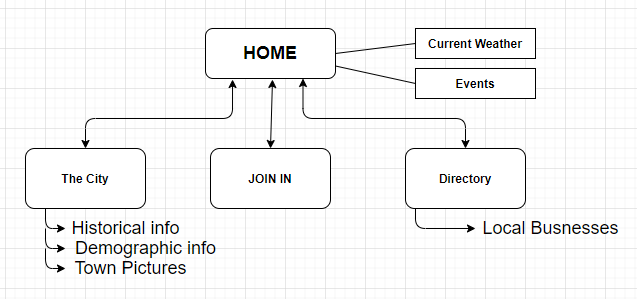 HOME
Current Weather
Events
The City
JOIN IN
Directory
Historical info
Demographic info
Town Pictures
Local Busnesses